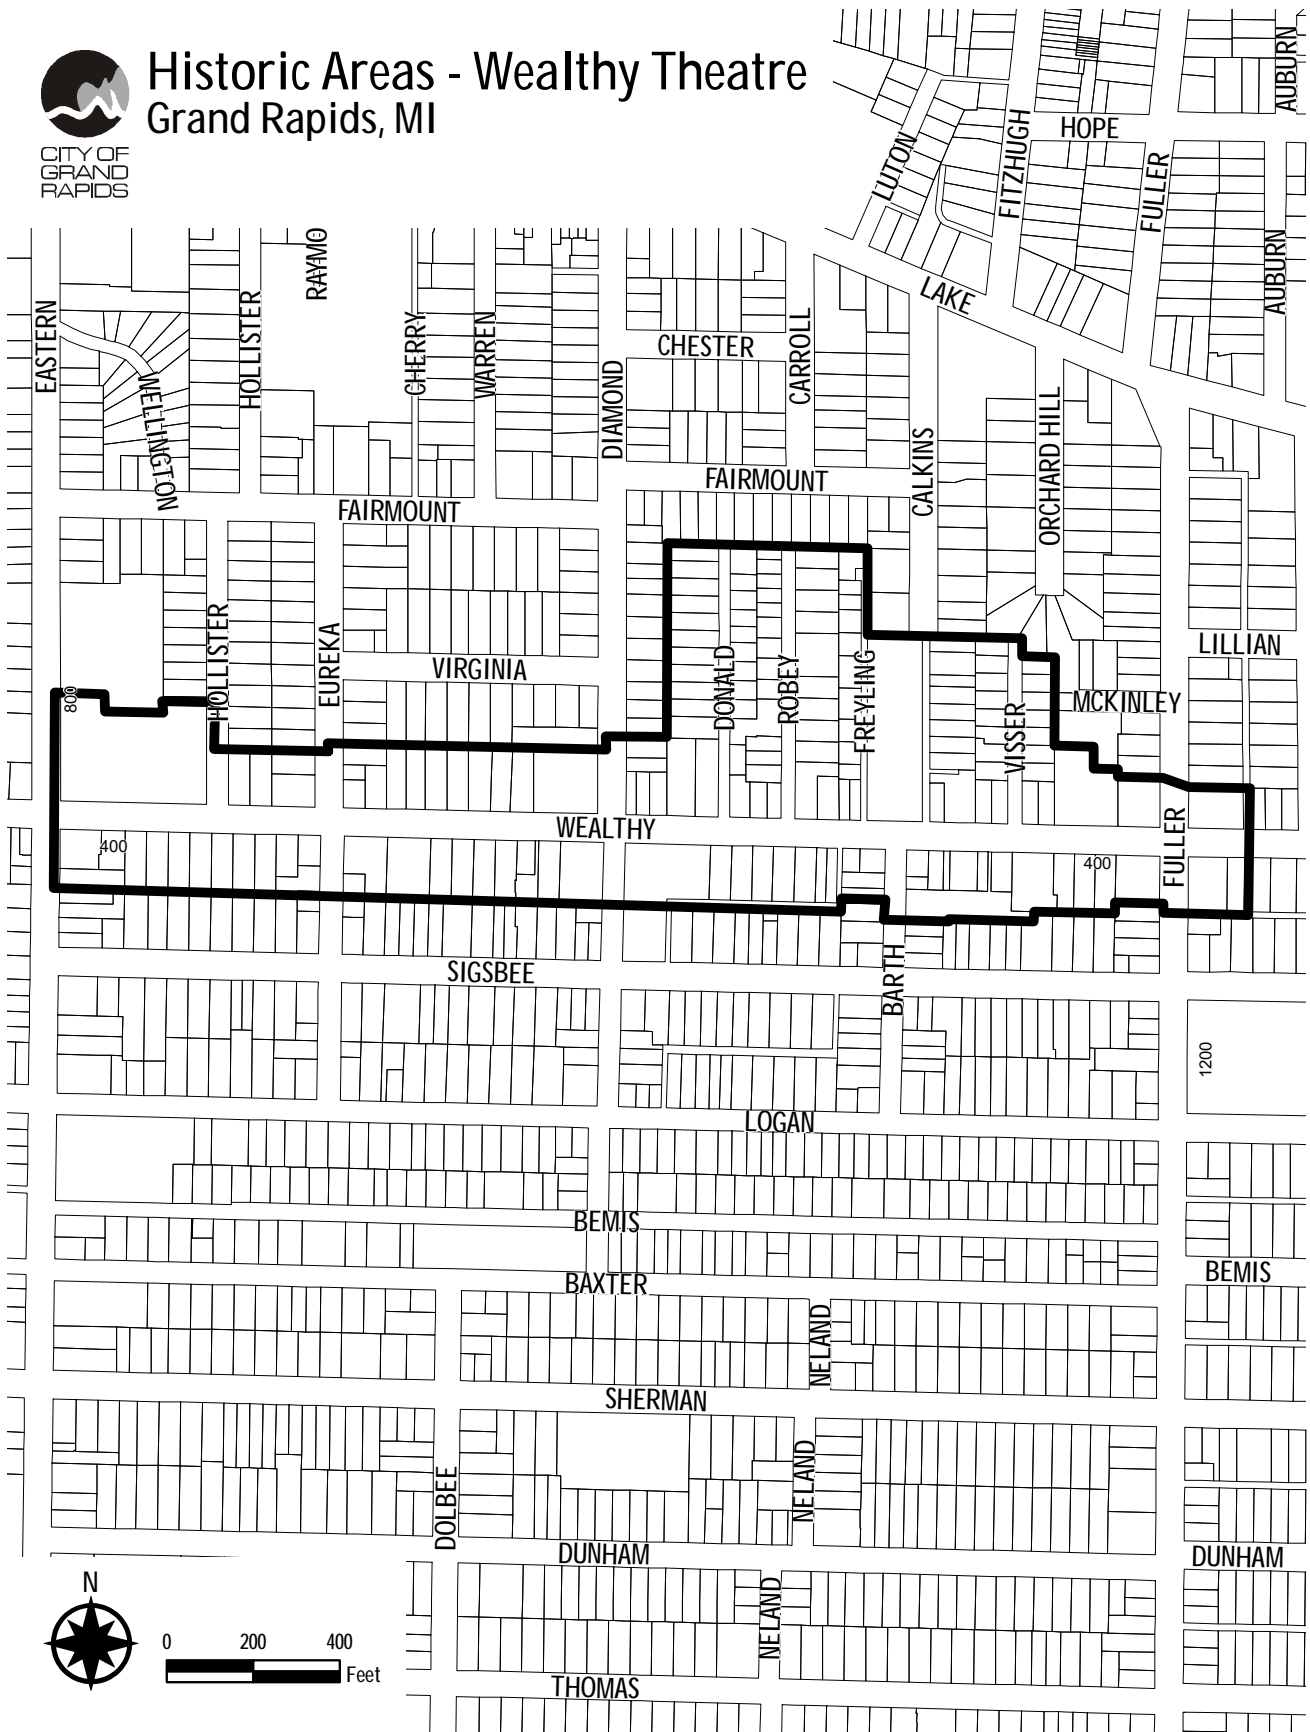 Historic Areas - Wealthy Theatre
Grand Rapids, MI
CITY OF
GRAND
RAPIDS
AUBURN
HOPE
LUTON
FITZHUGH
FULLER
AUBURN
RAYMO
LAKE
EASTERN
HOLLISTER
CHERRY
WARREN
CHESTER
CARROLL
DIAMOND
WELLINGTON
CALKINS
ORCHARD HILL
FAIRMOUNT
FAIRMOUNT
HOLLISTER
EUREKA
VIRGINIA
DONALD
ROBEY
FREYLING
VISSER
MCKINLEY
LILLIAN
800
WEALTHY
FULLER
400
400
SIGSBEE
BARTH
1200
LOGAN
BEMIS
BEMIS
BAXTER
NELAND
SHERMAN
NELAND
DOLBEE
DUNHAM
DUNHAM
NELAND
THOMAS
N
0 200 400
Feet